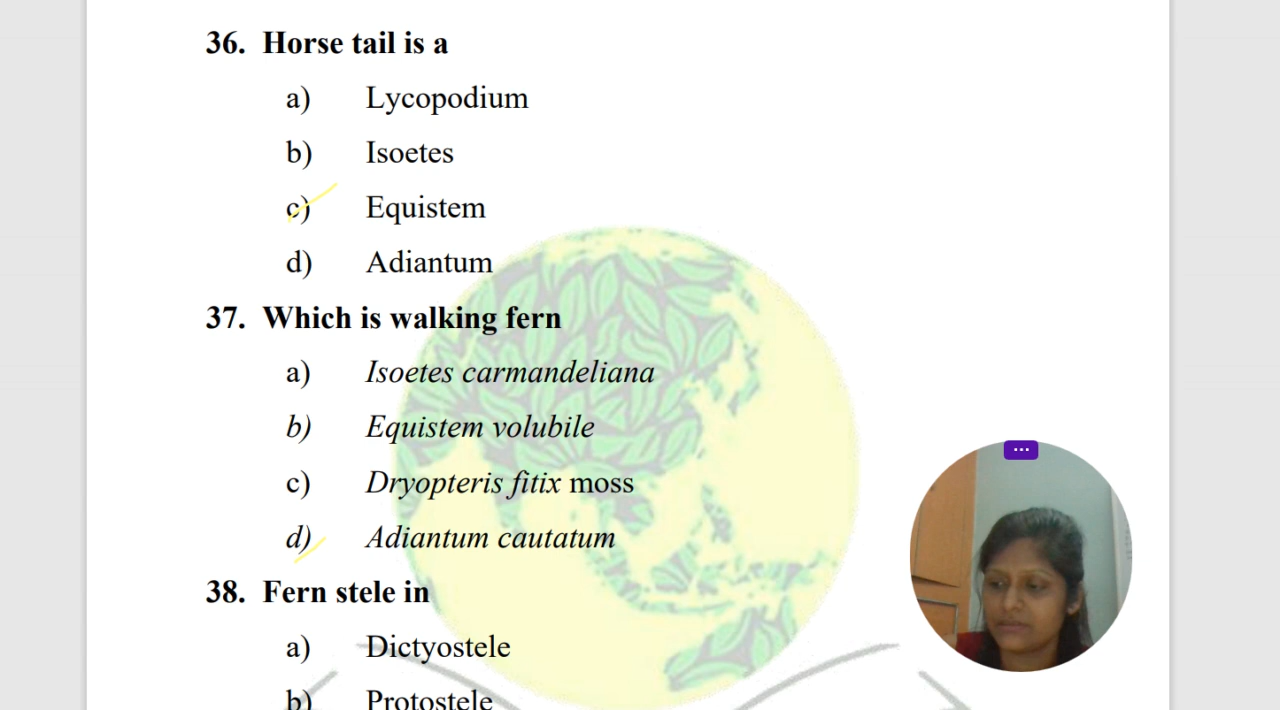 36. Horse tail is a
a) Lycopodium
b) Isoetes
c) Equistem
d) Adiantum
37. Which is walking fern
a) Isoetes carmandeliana
b) Equistem volubile
c) Dryopteris fitix moss
d) Adiantum cautatum
38. Fern stele in
a) Dictyostele
b) Protostele